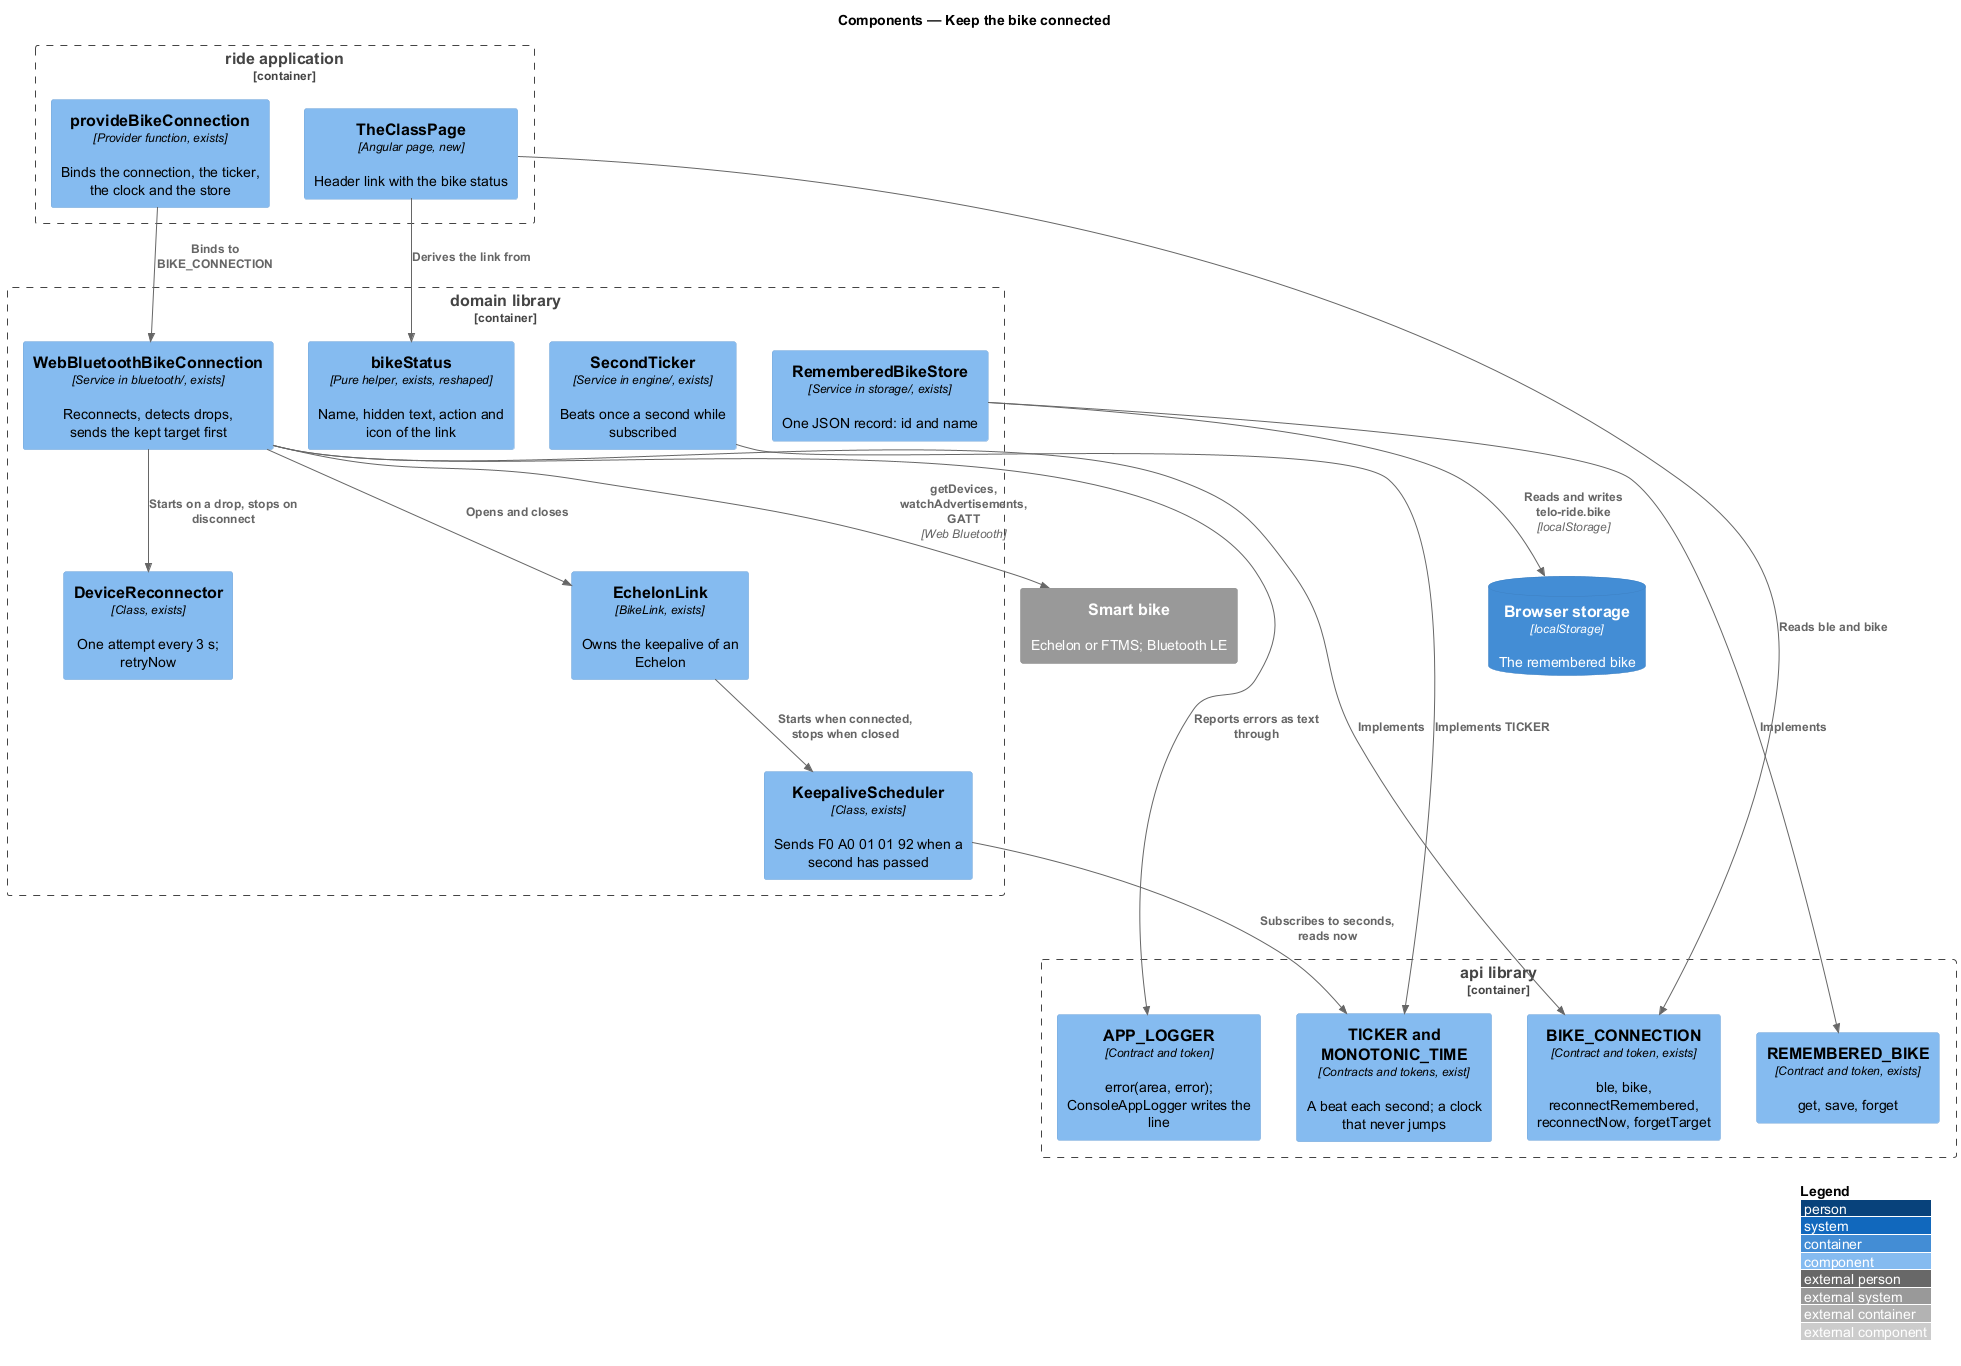 Components — Keep the bike connected
ride application
[container]
provideBikeConnection
[Provider function, exists]
Binds the connection, the ticker,
the clock and the store
TheClassPage
[Angular page, new]
Header link with the bike status
Binds to
BIKE_CONNECTION
Derives the link from
domain library
[container]
WebBluetoothBikeConnection
[Service in bluetooth/, exists]
Reconnects, detects drops,
sends the kept target first
bikeStatus
[Pure helper, exists, reshaped]
Name, hidden text, action and
icon of the link
SecondTicker
[Service in engine/, exists]
Beats once a second while
subscribed
RememberedBikeStore
[Service in storage/, exists]
One JSON record: id and name
Starts on a drop, stops on
disconnect
Opens and closes
getDevices,
watchAdvertisements,
GATT
[Web Bluetooth]
Reads and writes
telo-ride.bike
[localStorage]
DeviceReconnector
[Class, exists]
One attempt every 3 s;
retryNow
EchelonLink
[BikeLink, exists]
Owns the keepalive of an
Echelon
Smart bike
Echelon or FTMS; Bluetooth LE
Browser storage
[localStorage]
The remembered bike
Reads ble and bike
Starts when connected,
stops when closed
Reports errors as text
through
Implements
Implements TICKER
Implements
KeepaliveScheduler
[Class, exists]
Sends F0 A0 01 01 92 when a
second has passed
Subscribes to seconds,
reads now
api library
[container]
APP_LOGGER
[Contract and token]
error(area, error);
ConsoleAppLogger writes the
line
TICKER and
MONOTONIC_TIME
[Contracts and tokens, exist]
A beat each second; a clock
that never jumps
BIKE_CONNECTION
[Contract and token, exists]
ble, bike,
reconnectRemembered,
reconnectNow, forgetTarget
REMEMBERED_BIKE
[Contract and token, exists]
get, save, forget
Legend
person
system
container
component
external person
external system
external container
external component